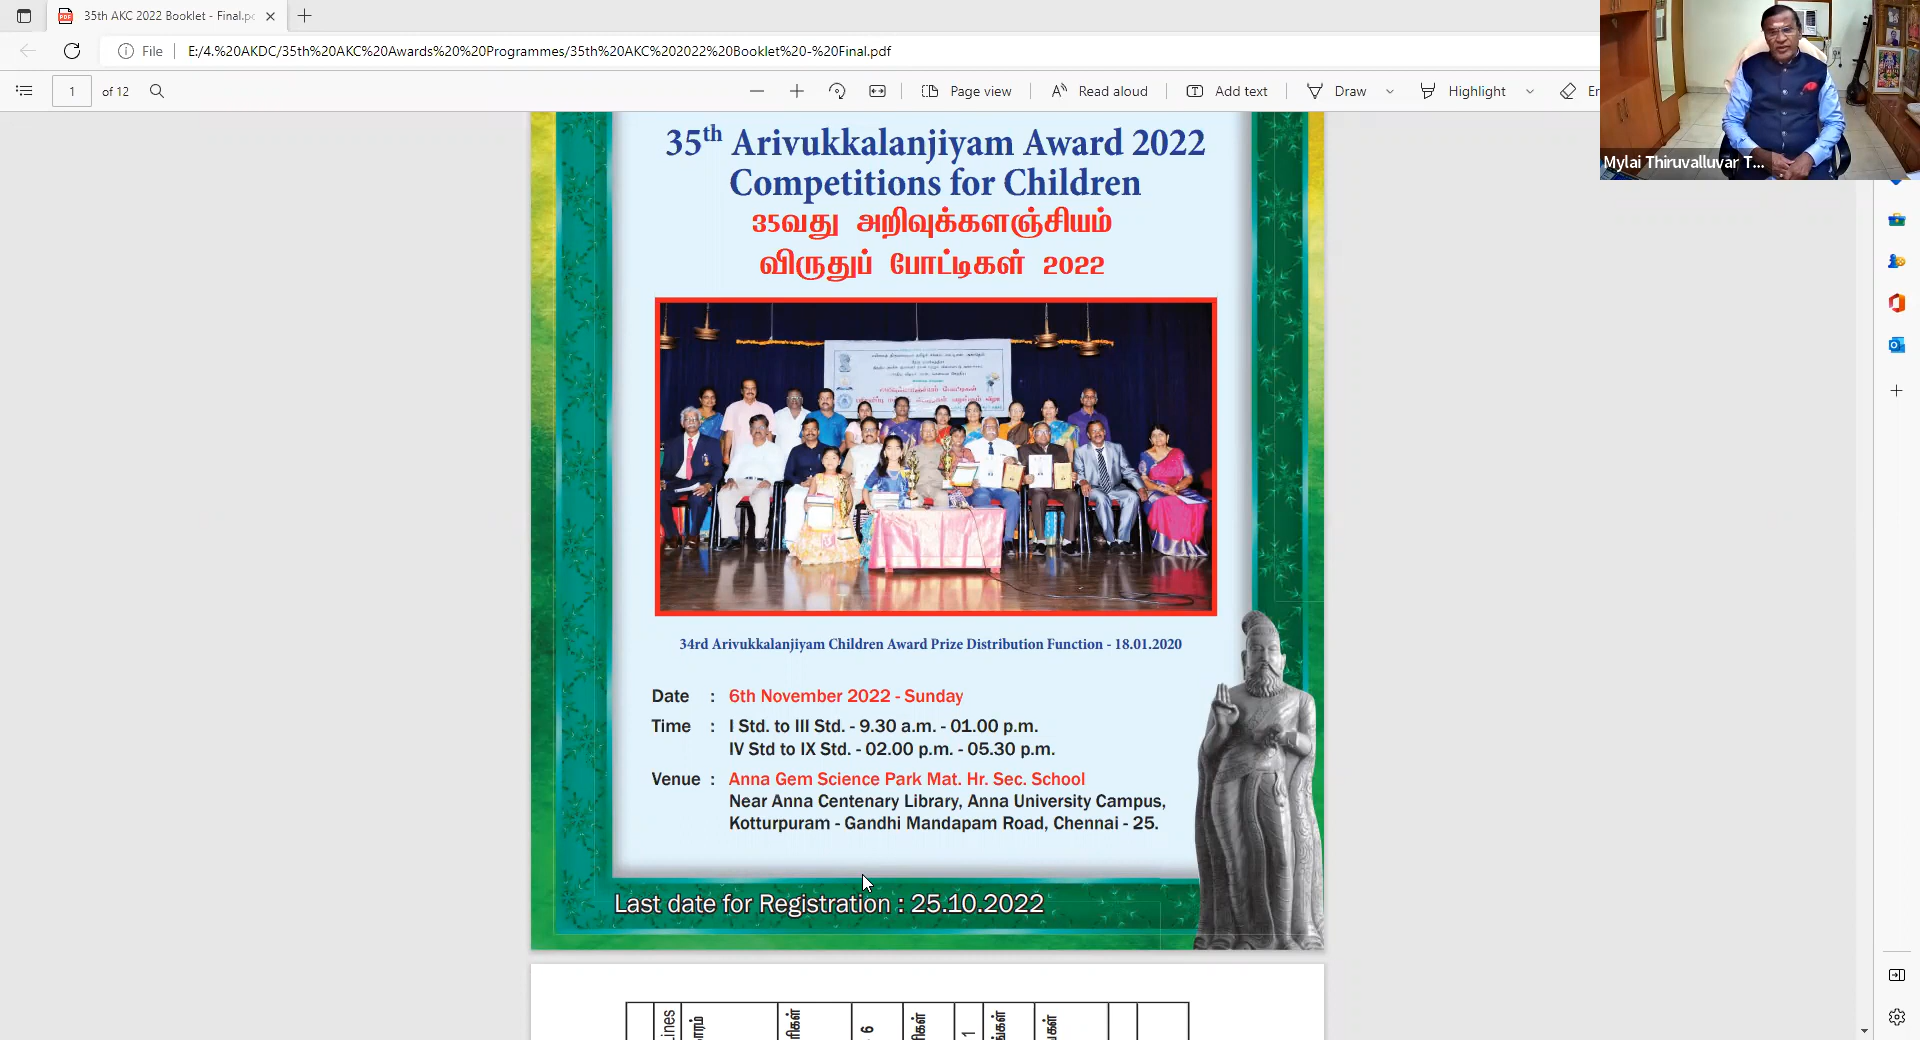 35th AKC 2022 Booklet - Final.pd
File
E:/4.%20AKDC/35th%20AKC%20Awards%20%20Programmes/35th%20AKC%202022%20Booklet%20-%20Final.pdf
1 of 12
Page view
Read aloud
Add text
Draw
Highlight
Er
Mylai Thiruvalluvar T...
35th Arivukkalanjiyam Award 2022
Competitions for Children
35வது அறிவுக்களஞ்சியம்
விருதுப் போட்டிகள் 2022
34rd Arivukkalanjiyam Children Award Prize Distribution Function - 18.01.2020
Date : 6th November 2022 - Sunday
Time : I Std. to III Std. - 9.30 a.m. - 01.00 p.m.
IV Std to IX Std. - 02.00 p.m. - 05.30 p.m.
Venue : Anna Gem Science Park Mat. Hr. Sec. School
Near Anna Centenary Library, Anna University Campus,
Kotturpuram - Gandhi Mandapam Road, Chennai - 25.
Last date for Registration : 25.10.2022
Lines
6
1